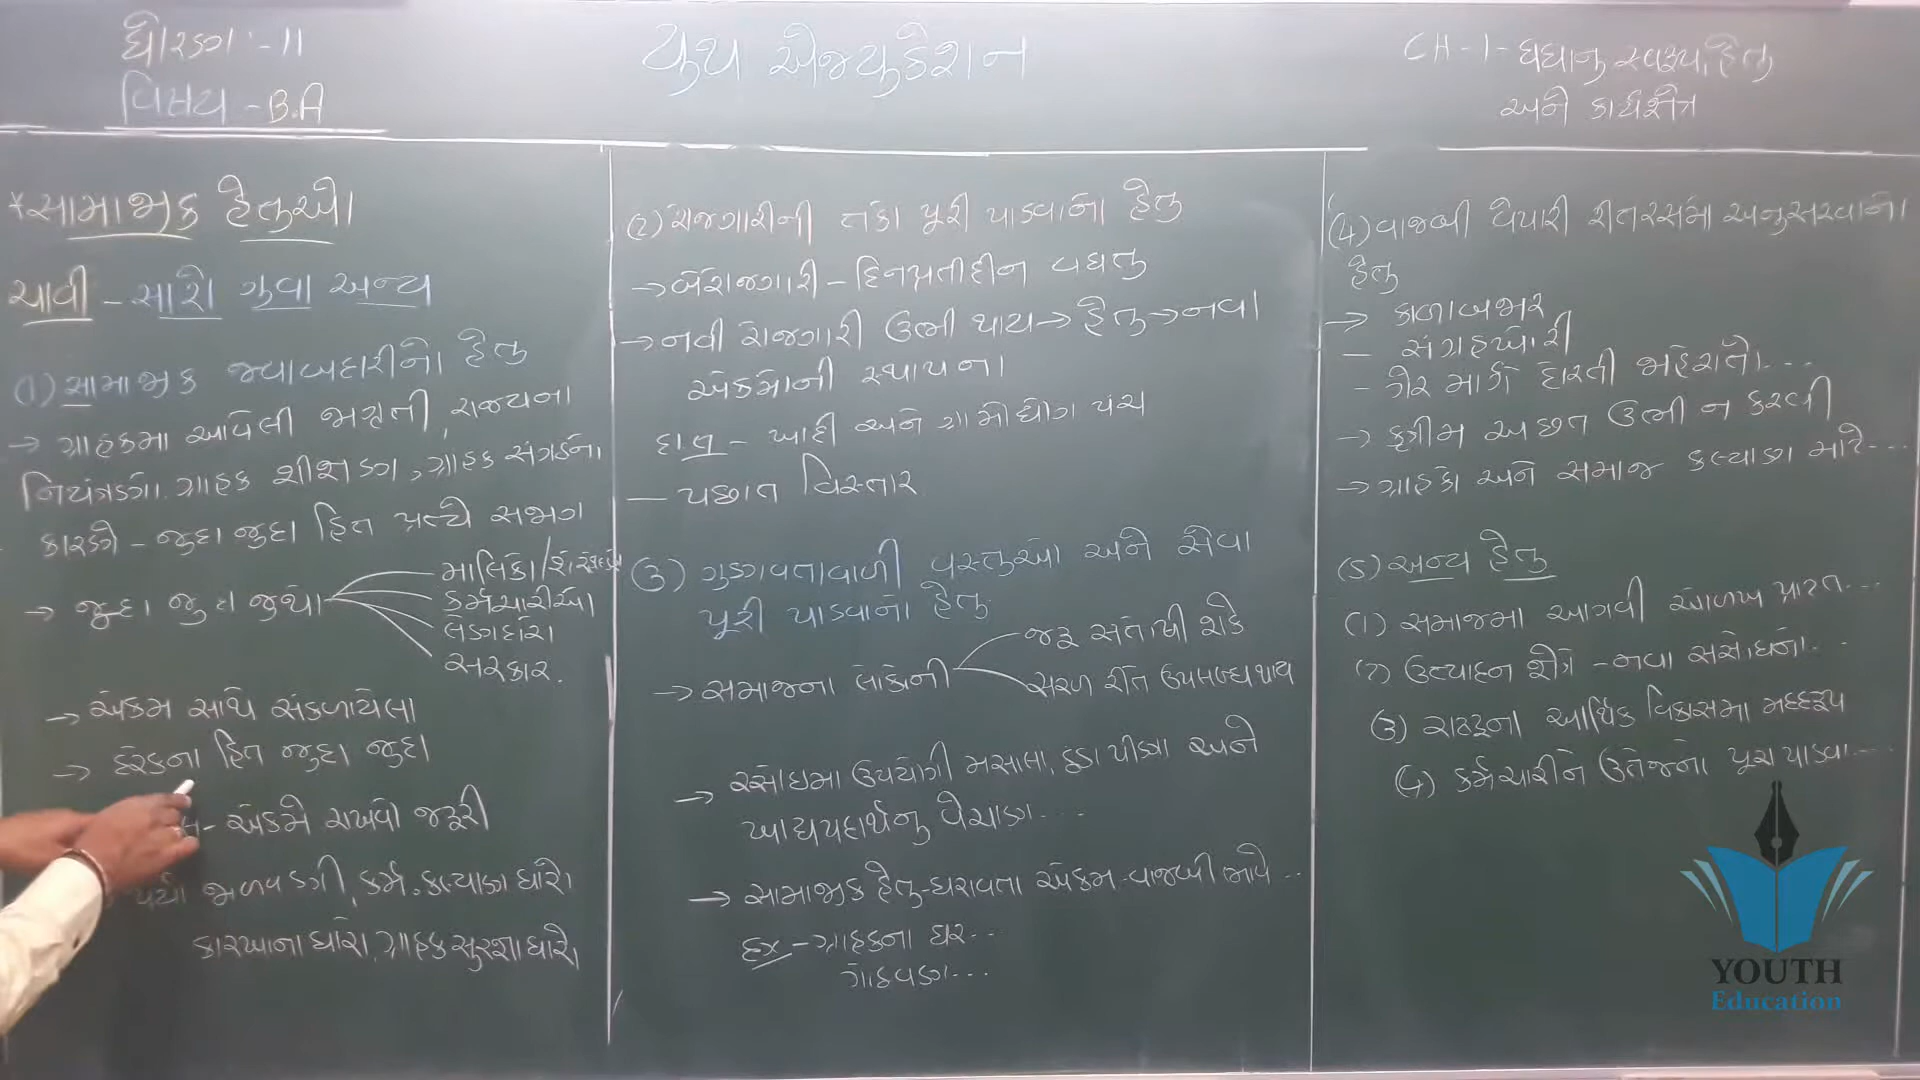 ધોરણ :- 11
વિષય - B.A
યુથ એજ્યુકેશન
CH - 1 - ધંધાનુ સ્વરૂપ, હેતુ
અને કાર્યક્ષેત્ર
*સામાજીક હેતુઓ
ચાવી - સારો ગુવા અન્ય
(1) સામાજીક જવાબદારીનો હેતુ
→ ગ્રાહકમા આવેલી જાગૃતી, રાજ્યના
નિયંત્રણો. ગ્રાહક શીક્ષણ, ગ્રાહક સંગઠના
કારણે - જુદા જુદા હિત પ્રત્યે સજાગ
→ જુદા જુદા જુથો
માલિકો/શેરહોલ્ડરો
કર્મચારીઓ
લેણદારો
સરકાર.
→ એકમ સાથે સંકળાયેલા
→ દરેકના હિત જુદા જુદા
- એકમે રાખવો જરૂરી
જાળવણી, કર્મ. કલ્યાણ ધારો
કારખાના ધારો, ગ્રાહક સુરક્ષા ધારો
(2) રોજગારીની તકો પૂરી પાડવાનો હેતુ
→ બેરોજગારી - દિનપ્રતીદીન વધતુ
→ નવી રોજગારી ઉભી થાય → હેતુ → નવા
એકમોની સ્થાપના
દા.ત - ખાદી અને ગ્રામોધોગ પંચ
- પછાત વિસ્તાર
(3) ગુણવતાવાળી વસ્તુઓ અને સેવા
પૂરી પાડવાનો હેતુ
→ સમાજના લોકોની
જરૂ સંતોષી શકે
સરળ રીતે ઉપલબ્ધ થાય
→ રસોઇમા ઉપયોગી મસાલા, ઠંડા પીણા અને
ખાદ્યપદાર્થનુ વેચાણ...
→ સામાજીક હેતુ-ધરાવતા એકમ-વાજબી ભાવે...
Ex - ગ્રાહકના ઘર...
ગોઠવણ...
(4) વાજબી વેપારી રીતરસમો અનુસરવાનો
હેતુ
→ કાળાબજાર
- સંગ્રહખોરી
- ગેર માર્ગે દોરતી જાહેરાતો...
→ કૃત્રીમ અછત ઉભી ન કરવી
→ ગ્રાહકો અને સમાજ કલ્યાણ માટે...
(5) અન્ય હેતુ
(1) સમાજમા આગવી ઓળખ પ્રાપ્ત...
(2) ઉત્પાદન ક્ષેત્રે - નવા સંસોધનો...
(3) રાષ્ટ્રના આર્થિક વિકાસમા મદદરૂપ
(4) કર્મચારીને ઉતેજનો પૂરા પાડવા...
YOUTH
Education